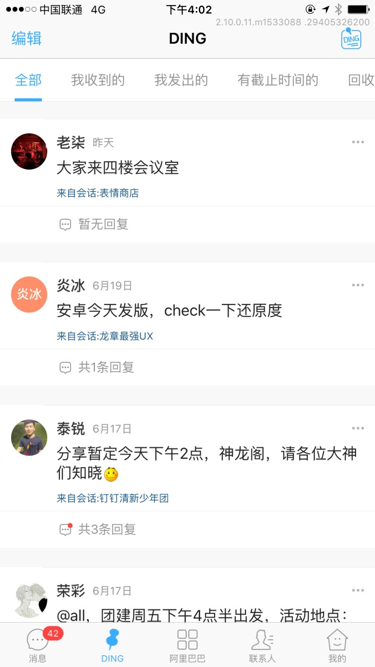 中国联通 4G 下午4:02
2.10.0.11.m1533088 .29405326200
编辑 DING DING
全部 我收到的 我发出的 有截止时间的 回收
老柒 昨天
大家来四楼会议室
来自会话:表情商店
暂无回复
炎冰 炎冰 6月19日
安卓今天发版，check一下还原度
来自会话:龙章最强UX
共1条回复
泰锐 6月17日
分享暂定今天下午2点，神龙阁，请各位大神
们知晓
来自会话:钉钉清新少年团
共3条回复
荣彩 6月17日
@all，团建周五下午4点半出发，活动地点：
42
消息 DING 阿里巴巴 联系人 我的